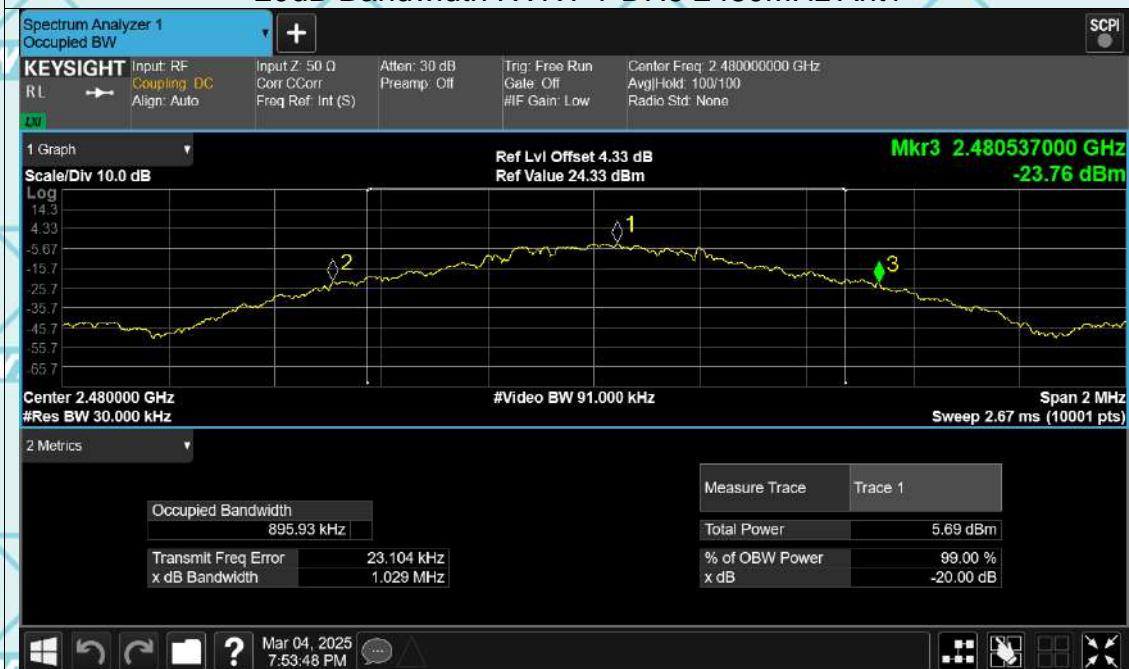 Spectrum Analyzer 1
Occupied BW
+
SCPI
KEYSIGHT
RL
LXI
Input: RF
Coupling: DC
Align: Auto
Input Z: 50 Ω
Corr CCorr
Freq Ref: Int (S)
Atten: 30 dB
Preamp: Off
Trig: Free Run
Gate: Off
#IF Gain: Low
Center Freq: 2.480000000 GHz
Avg|Hold: 100/100
Radio Std: None
1 Graph
Scale/Div 10.0 dB
Ref Lvl Offset 4.33 dB
Ref Value 24.33 dBm
Mkr3 2.480537000 GHz
-23.76 dBm
Log
14.3
4.33
-5.67
-15.7
-25.7
-35.7
-45.7
-55.7
-65.7
1
2
3
Center 2.480000 GHz
#Res BW 30.000 kHz
#Video BW 91.000 kHz
Span 2 MHz
Sweep 2.67 ms (10001 pts)
2 Metrics
Occupied Bandwidth
895.93 kHz
Transmit Freq Error 23.104 kHz
x dB Bandwidth 1.029 MHz
Measure Trace Trace 1
Total Power 5.69 dBm
% of OBW Power 99.00 %
x dB -20.00 dB
?
Mar 04, 2025
7:53:48 PM